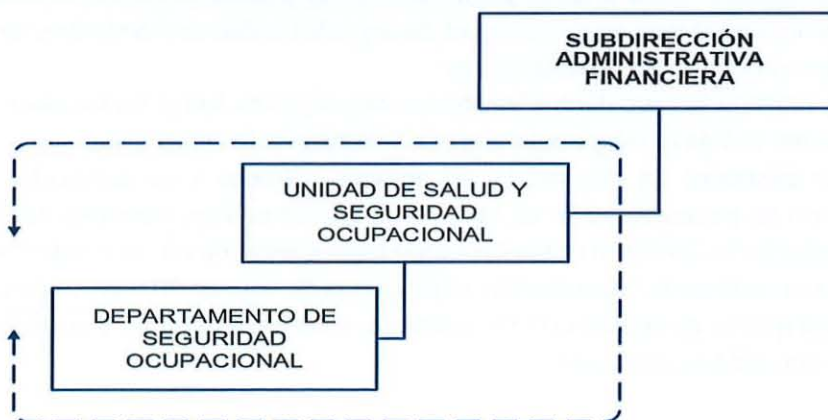 SUBDIRECCIÓN
ADMINISTRATIVA
FINANCIERA
UNIDAD DE SALUD Y
SEGURIDAD
OCUPACIONAL
DEPARTAMENTO DE
SEGURIDAD
OCUPACIONAL